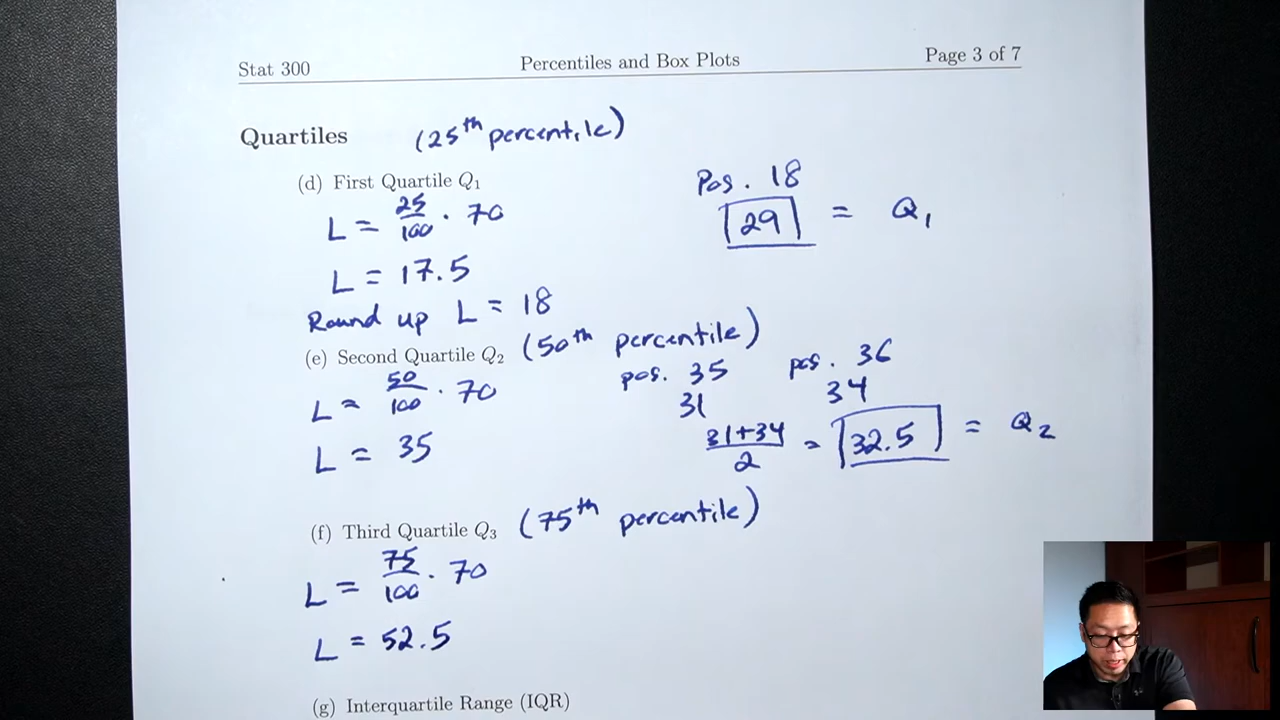 Stat 300 Percentiles and Box Plots Page 3 of 7
Quartiles (25th percentile)
(d) First Quartile Q1
L = 25/100 · 70
L = 17.5
Round up L = 18
Pos. 18
29 = Q1
(e) Second Quartile Q2 (50th percentile)
L = 50/100 · 70
L = 35
pos. 35 pos. 36
31 34
31+34/2 = 32.5 = Q2
(f) Third Quartile Q3 (75th percentile)
L = 75/100 · 70
L = 52.5
(g) Interquartile Range (IQR)